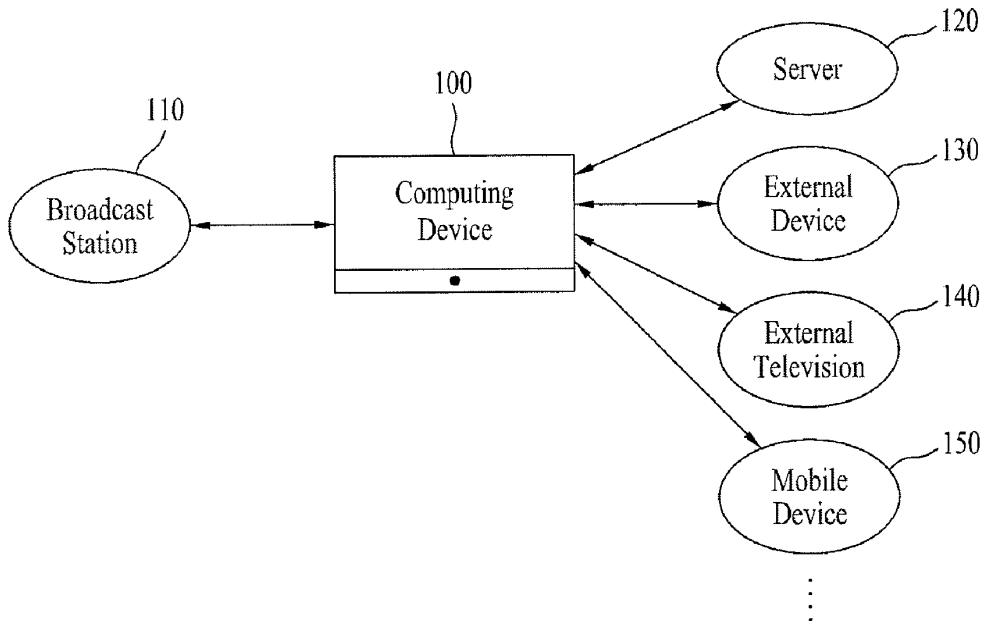 120
Server
100
110
130
Computing
Device
External
Device
Broadcast
Station
140
External
Television
150
Mobile
Device